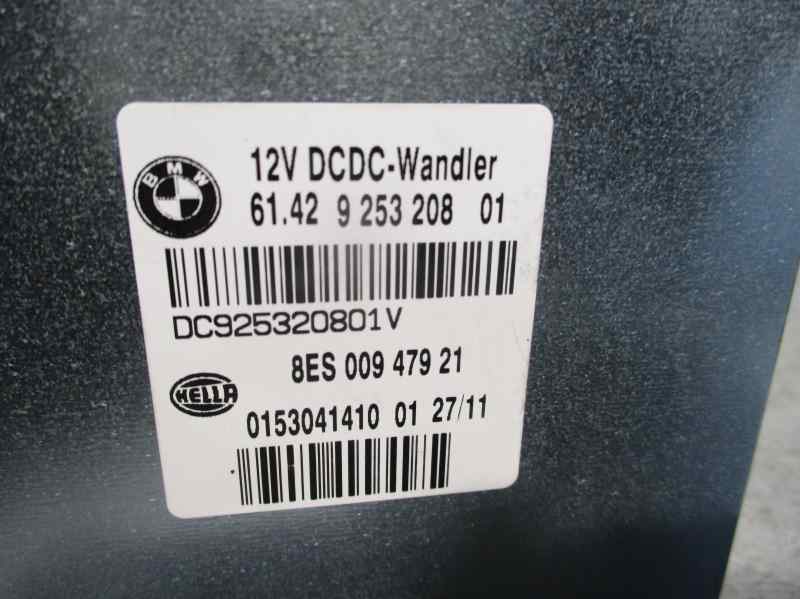 BMW
12V DCDC-Wandler
61.42 9 253 208 01
DC925320801V
8ES 009 479 21
HELLA
0153041410 01 27/11